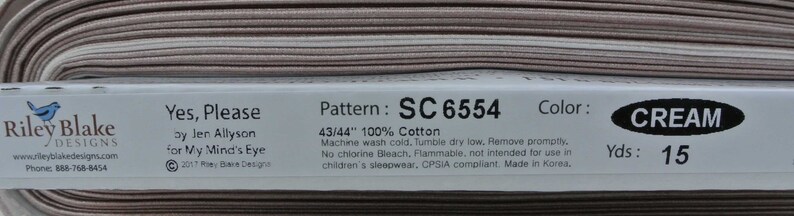 Riley Blake
DESIGNS
www.rileyblakedesigns.com
Phone: 888-768-8454
Yes, Please
by Jen Allyson
for My Mind's Eye
© 2017 Riley Blake Designs
Pattern : SC 6554
43/44" 100% Cotton
Machine wash cold. Tumble dry low. Remove promptly.
No chlorine Bleach. Flammable, not intended for use in
children's sleepwear. CPSIA compliant. Made in Korea.
Color : CREAM
Yds : 15